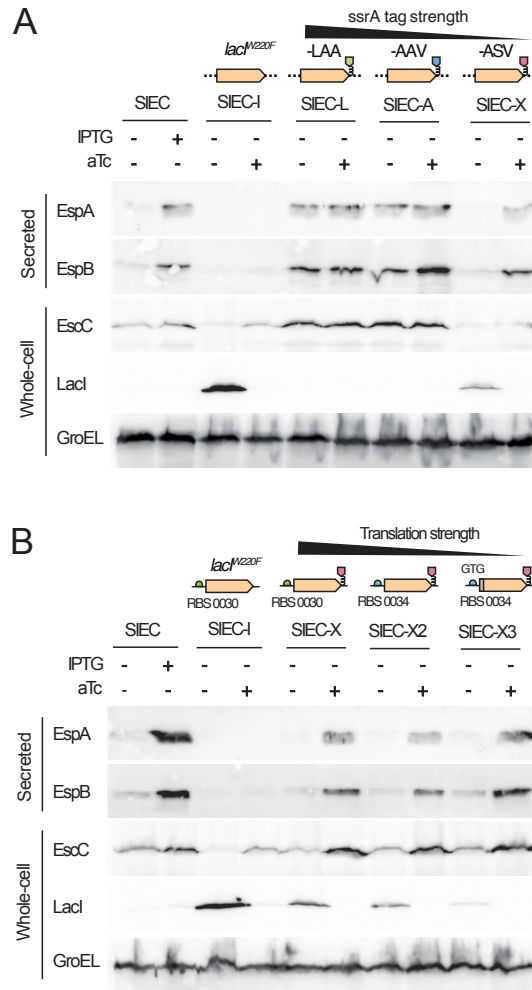 A
ssrA tag strength
lacI^W220F -LAA -AAV -ASV
SIEC SIEC-I SIEC-L SIEC-A SIEC-X
IPTG - +
aTc - - - + - + - + - +
Secreted
EspA
EspB
Whole-cell
EscC
LacI
GroEL
B
Translation strength
lacI^W220F
GTG
RBS 0030 RBS 0030 RBS 0034 RBS 0034
SIEC SIEC-I SIEC-X SIEC-X2 SIEC-X3
IPTG - + - - - - - - - -
aTc - - - + - + - + - +
Secreted
EspA
EspB
Whole-cell
EscC
LacI
GroEL